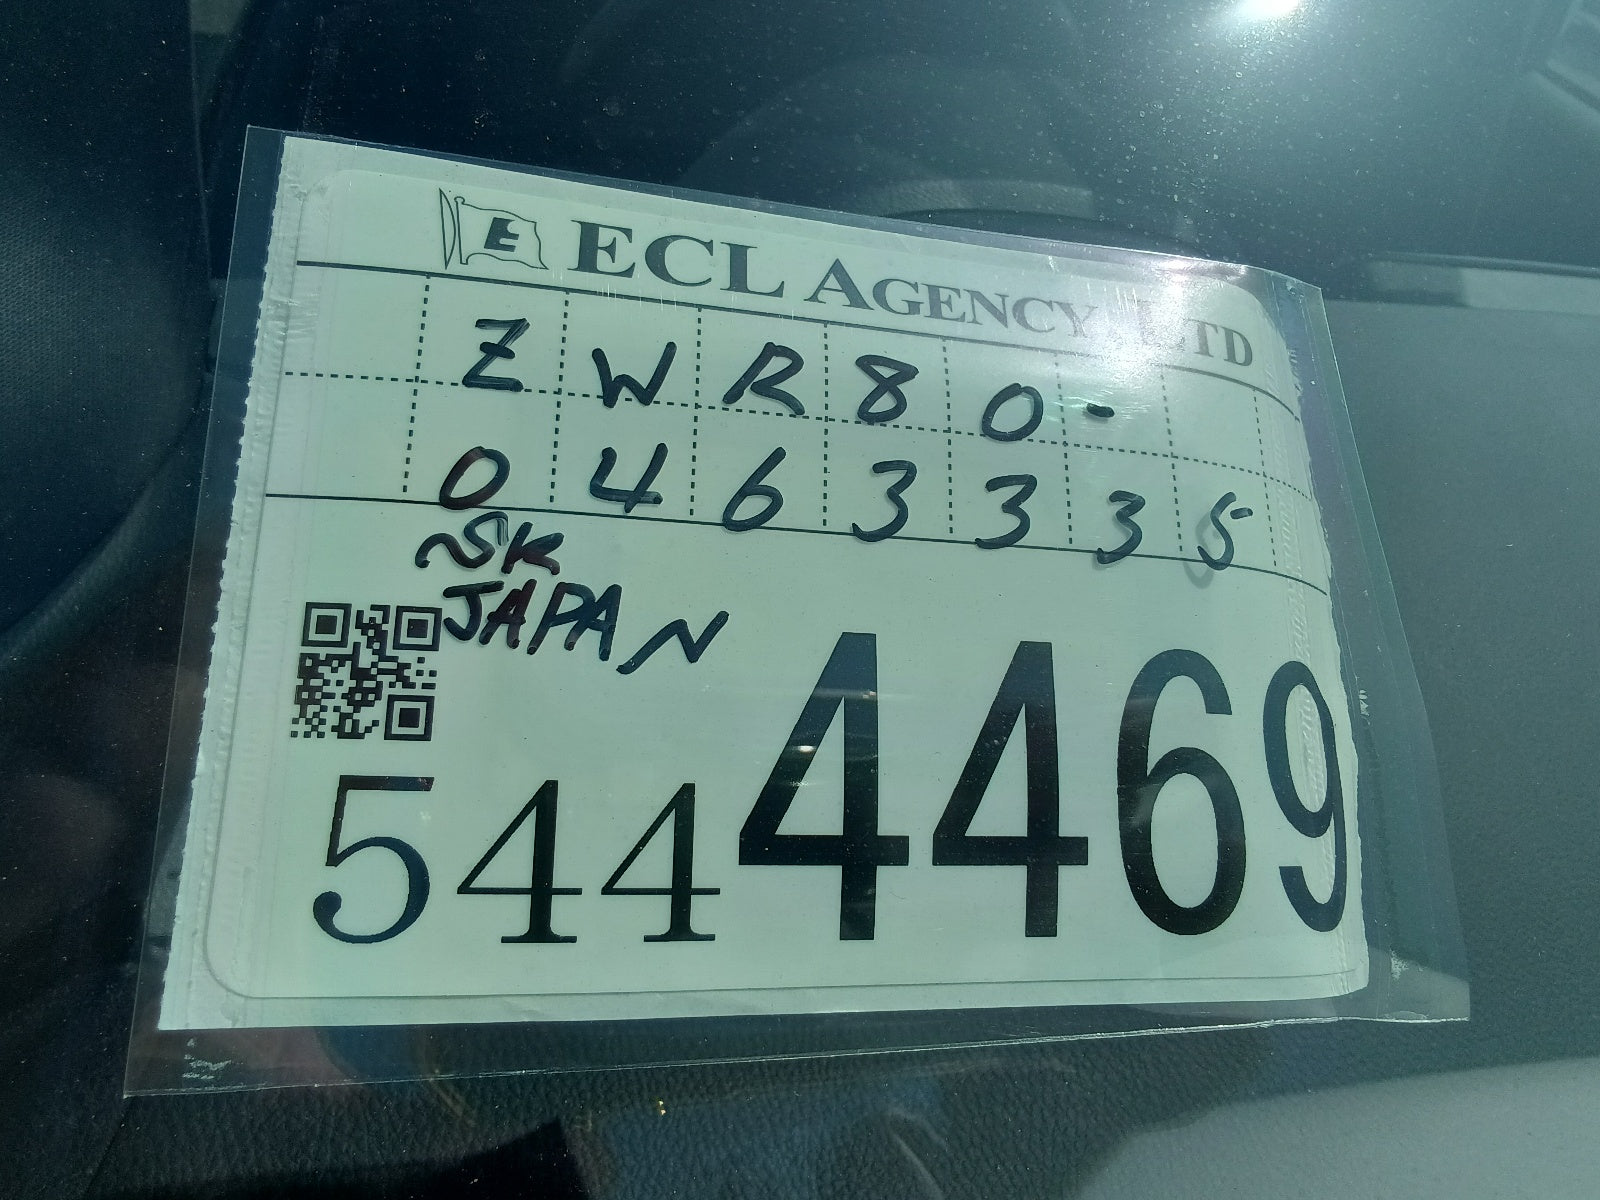 E ECL AGENCY, LTD
ZWR80-
0463335
SK
JAPAN
5444469